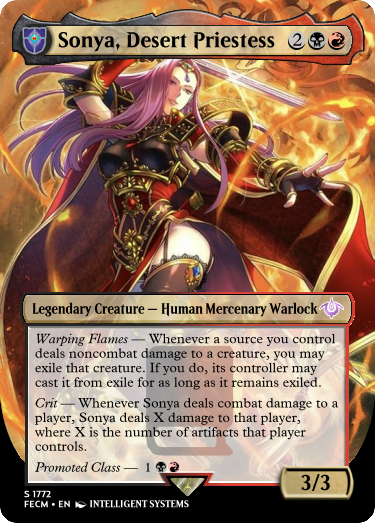 Sonya, Desert Priestess 2
Legendary Creature — Human Mercenary Warlock
Warping Flames — Whenever a source you control
deals noncombat damage to a creature, you may
exile that creature. If you do, its controller may
cast it from exile for as long as it remains exiled.
Crit — Whenever Sonya deals combat damage to a
player, Sonya deals X damage to that player,
where X is the number of artifacts that player
controls.
Promoted Class — 1
3/3
S 1772
FECM • EN INTELLIGENT SYSTEMS